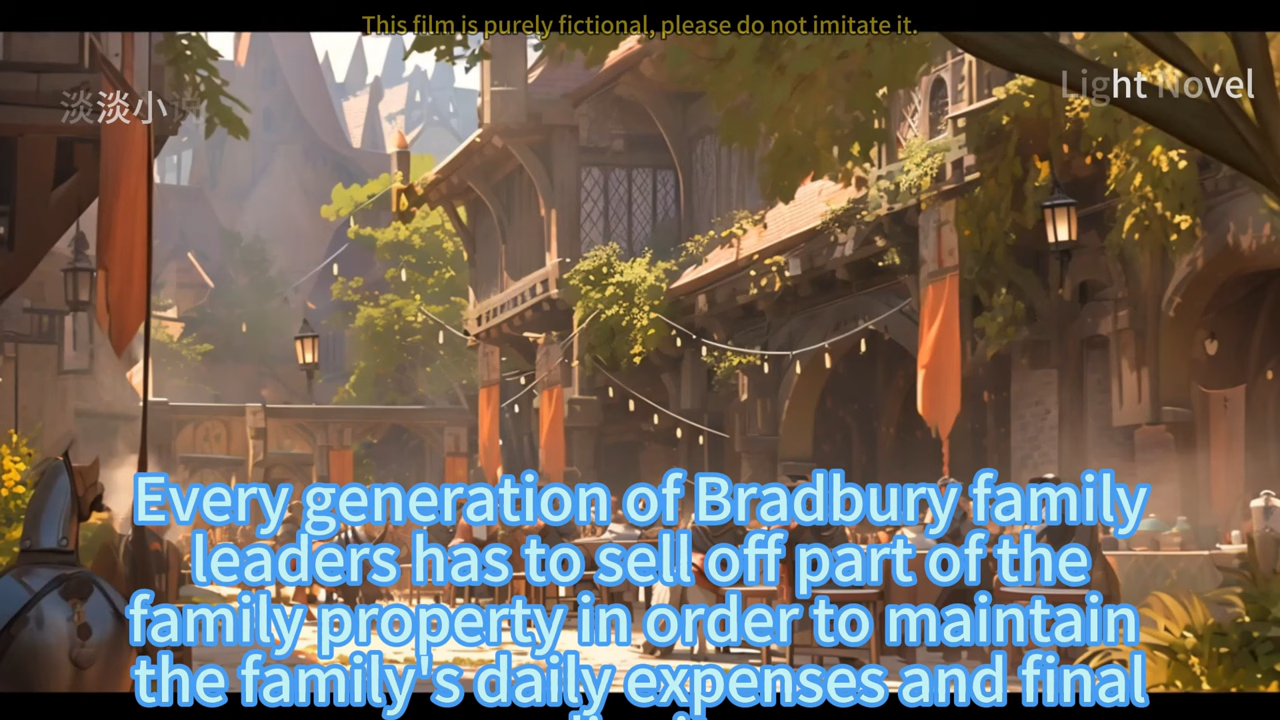 This film is purely fictional, please do not imitate it.
淡淡小说
Light Novel
Every generation of Bradbury family
leaders has to sell off part of the
family property in order to maintain
the family's daily expenses and final